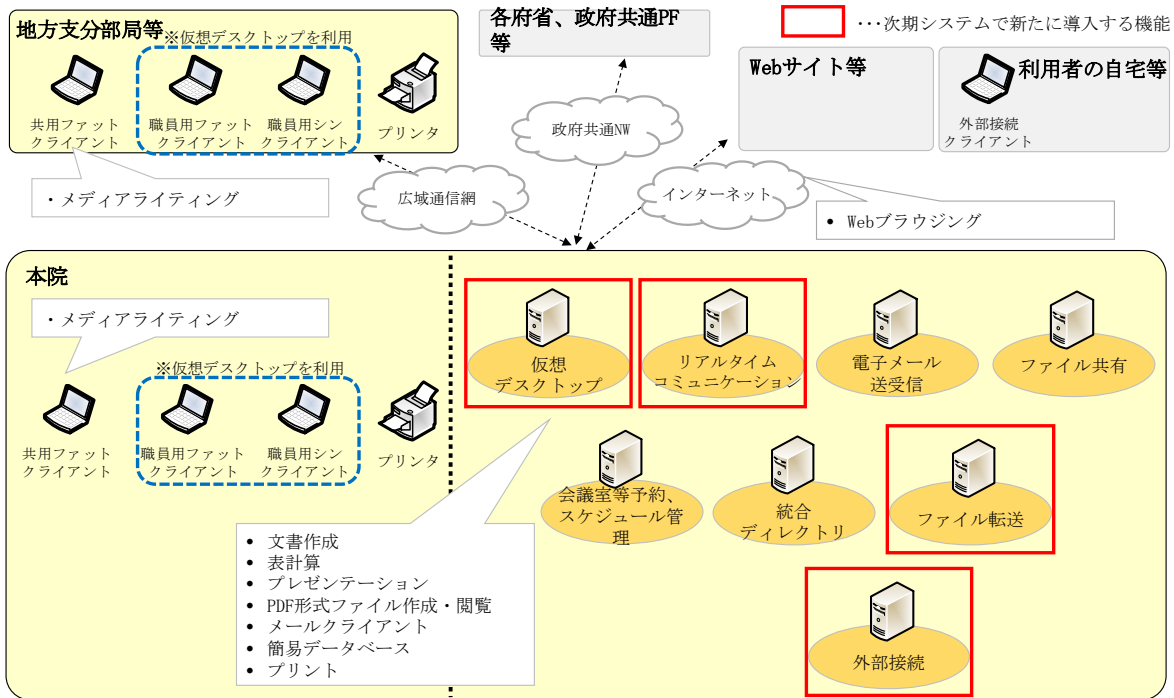 地方支分部局等
※仮想デスクトップを利用
共用ファット
クライアント
職員用ファット
クライアント
職員用シン
クライアント
プリンタ
・メディアライティング
各府省、政府共通PF
等
・・・次期システムで新たに導入する機能
Webサイト等
利用者の自宅等
外部接続
クライアント
政府共通NW
広域通信網
インターネット
• Webブラウジング
本院
・メディアライティング
※仮想デスクトップを利用
共用ファット
クライアント
職員用ファット
クライアント
職員用シン
クライアント
プリンタ
仮想
デスクトップ
リアルタイム
コミュニケーション
電子メール
送受信
ファイル共有
会議室等予約、
スケジュール管
理
統合
ディレクトリ
ファイル転送
外部接続
• 文書作成
• 表計算
• プレゼンテーション
• PDF形式ファイル作成・閲覧
• メールクライアント
• 簡易データベース
• プリント